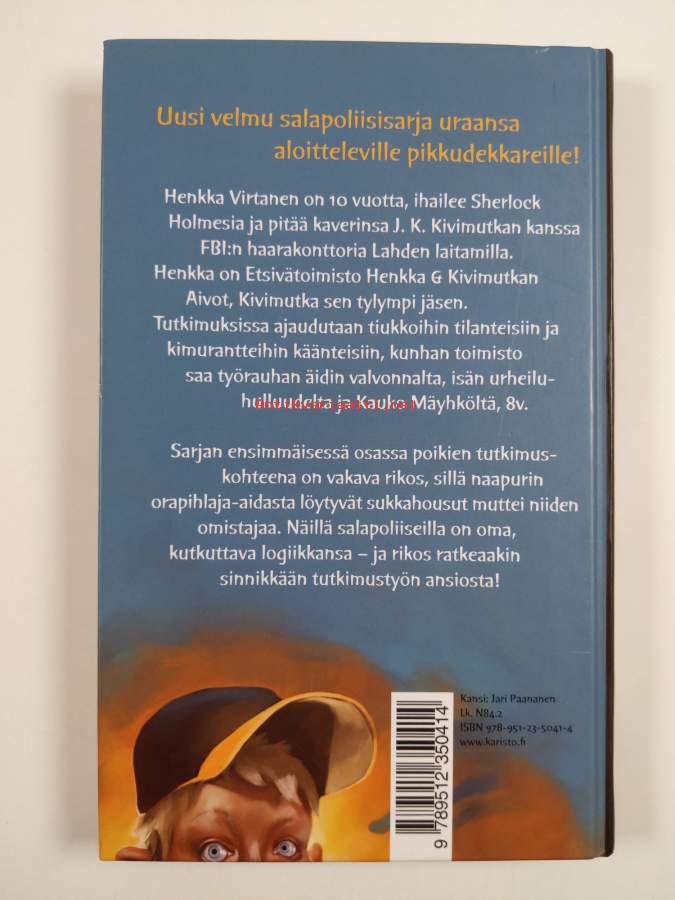 Uusi velmu salapoliisisarja uraansa
aloitteleville pikkudekkareille!
Henkka Virtanen on 10 vuotta, ihailee Sherlock
Holmesia ja pitää kaverinsa J. K. Kivimutkan kanssa
FBI:n haarakonttoria Lahden laitamilla.
Henkka on Etsivätoimisto Henkka & Kivimutkan
Aivot, Kivimutka sen tylympi jäsen.
Tutkimuksissa ajaudutaan tiukkoihin tilanteisiin ja
kimurantteihin käänteisiin, kunhan toimisto
saa työrauhan äidin valvonnalta, isän urheilu-
hulluudelta ja Kauko Mäyhköltä, 8v.
Sarjan ensimmäisessä osassa poikien tutkimus-
kohteena on vakava rikos, sillä naapurin
orapihlaja-aidasta löytyvät sukkahousut muttei niiden
omistajaa. Näillä salapoliiseilla on oma,
kutkuttava logiikkansa – ja rikos ratkeaakin
sinnikkään tutkimustyön ansiosta!
Kansi: Jari Paananen
Lk. N84.2
ISBN 978-951-23-5041-4
www.karisto.fi
9 789512 350414